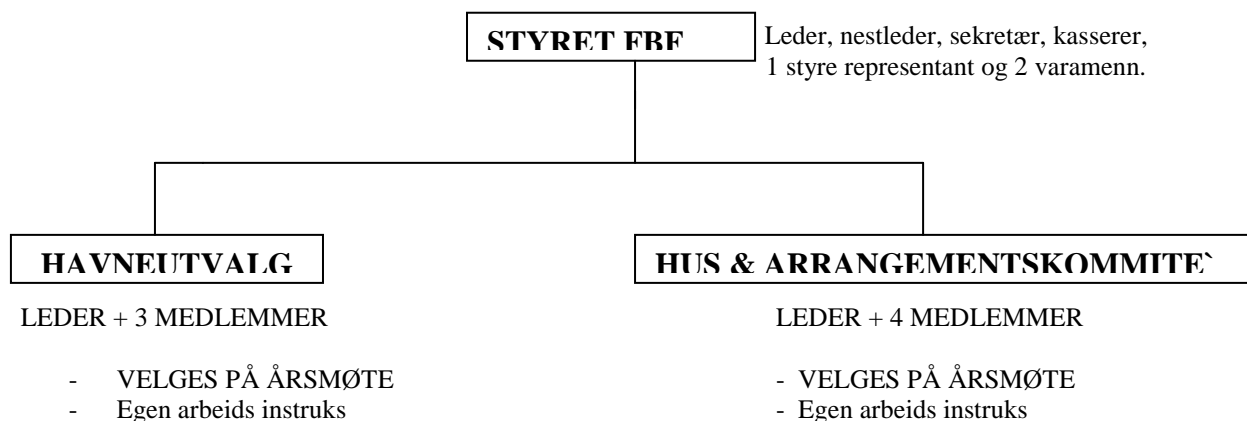 STYRET FBF
Leder, nestleder, sekretær, kasserer,
1 styre representant og 2 varamenn.
HAVNEUTVALG
HUS & ARRANGEMENTSKOMMITE`
LEDER + 3 MEDLEMMER
LEDER + 4 MEDLEMMER
- VELGES PÅ ÅRSMØTE
- Egen arbeids instruks
- VELGES PÅ ÅRSMØTE
- Egen arbeids instruks